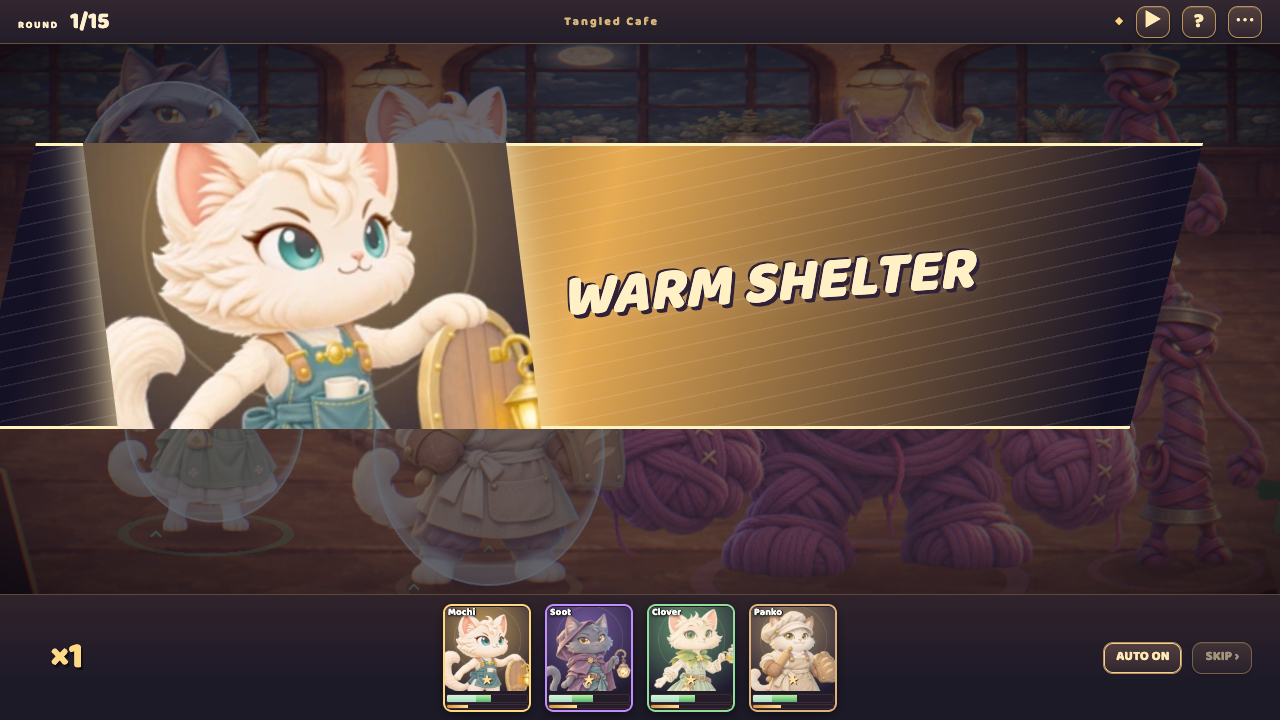 ROUND 1/15
Tangled Cafe
?
WARM SHELTER
×1
Mochi
Soot
Clover
Panko
AUTO ON
SKIP ›